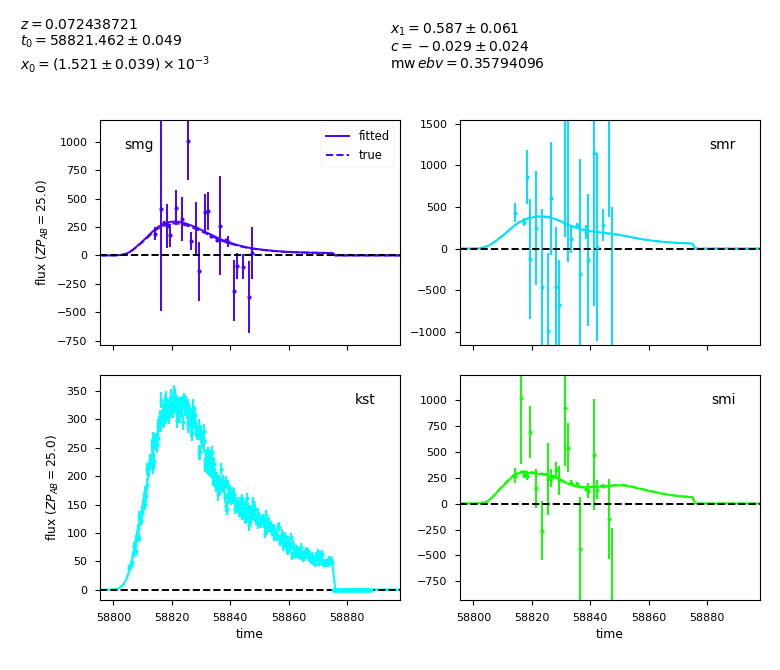 z = 0.072438721
t₀ = 58821.462 ± 0.049
x₀ = (1.521 ± 0.039) × 10⁻³
x₁ = 0.587 ± 0.061
c = −0.029 ± 0.024
mw ebv = 0.35794096
smg
fitted
true
1000
750
500
250
0
−250
−500
−750
flux (ZP_AB = 25.0)
smr
1500
1000
500
0
−500
−1000
kst
350
300
250
200
150
100
50
0
flux (ZP_AB = 25.0)
58800 58820 58840 58860 58880
time
smi
1000
750
500
250
0
−250
−500
−750
58800 58820 58840 58860 58880
time